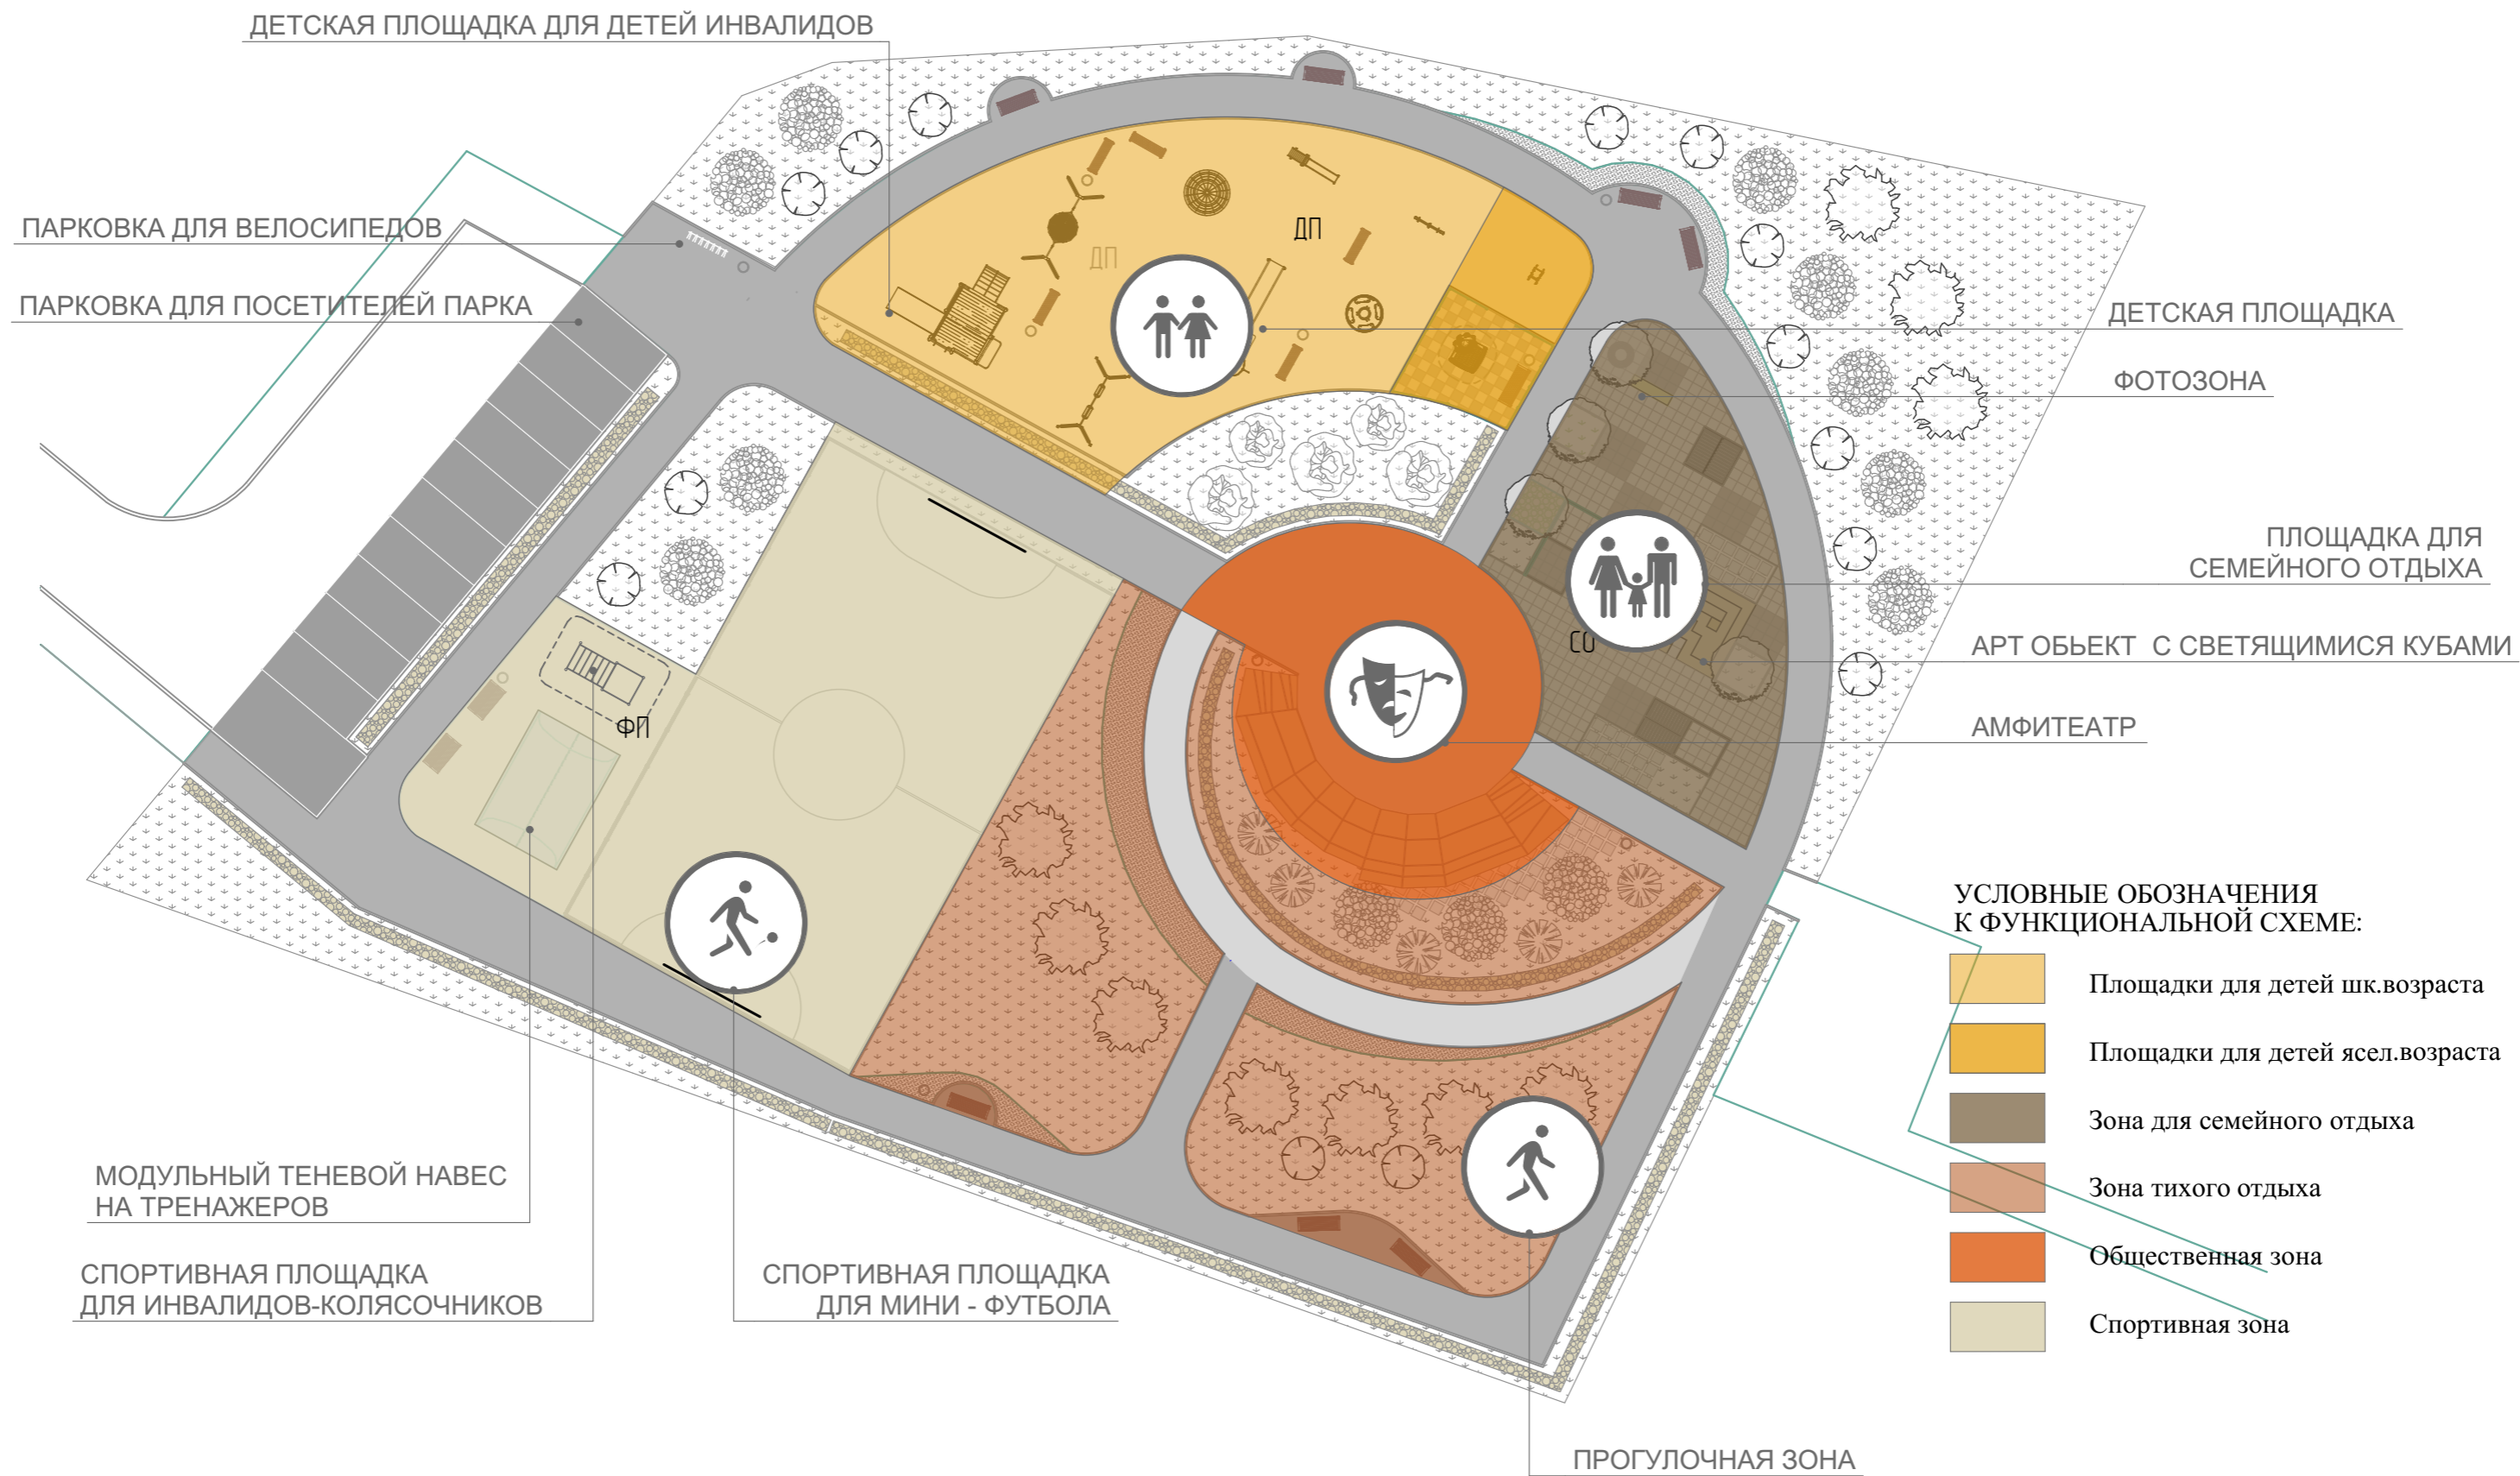 ДЕТСКАЯ ПЛОЩАДКА ДЛЯ ДЕТЕЙ ИНВАЛИДОВ
ПАРКОВКА ДЛЯ ВЕЛОСИПЕДОВ
ПАРКОВКА ДЛЯ ПОСЕТИТЕЛЕЙ ПАРКА
ДП
ДП
ДЕТСКАЯ ПЛОЩАДКА
ФОТОЗОНА
ПЛОЩАДКА ДЛЯ
СЕМЕЙНОГО ОТДЫХА
СО
АРТ ОБЬЕКТ С СВЕТЯЩИМИСЯ КУБАМИ
ФП
АМФИТЕАТР
УСЛОВНЫЕ ОБОЗНАЧЕНИЯ
К ФУНКЦИОНАЛЬНОЙ СХЕМЕ:
Площадки для детей шк.возраста
Площадки для детей ясел.возраста
Зона для семейного отдыха
Зона тихого отдыха
Общественная зона
Спортивная зона
МОДУЛЬНЫЙ ТЕНЕВОЙ НАВЕС
НА ТРЕНАЖЕРОВ
СПОРТИВНАЯ ПЛОЩАДКА
ДЛЯ ИНВАЛИДОВ-КОЛЯСОЧНИКОВ
СПОРТИВНАЯ ПЛОЩАДКА
ДЛЯ МИНИ - ФУТБОЛА
ПРОГУЛОЧНАЯ ЗОНА